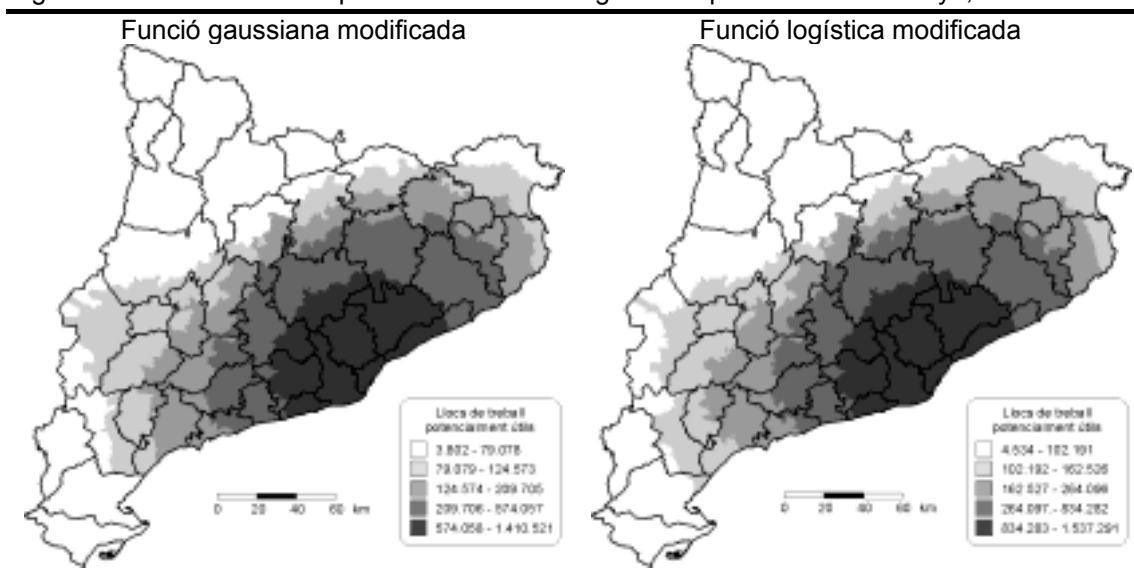 Funció gaussiana modificada
Funció logística modificada
Llocs de treball
potencialment útils
3.802 - 79.078
79.079 - 124.573
124.574 - 209.705
209.706 - 574.057
574.058 - 1.410.521
0 20 40 60 km
Llocs de treball
potencialment útils
4.534 - 102.191
102.192 - 162.526
162.527 - 264.096
264.097 - 834.282
834.283 - 1.537.291
0 20 40 60 km